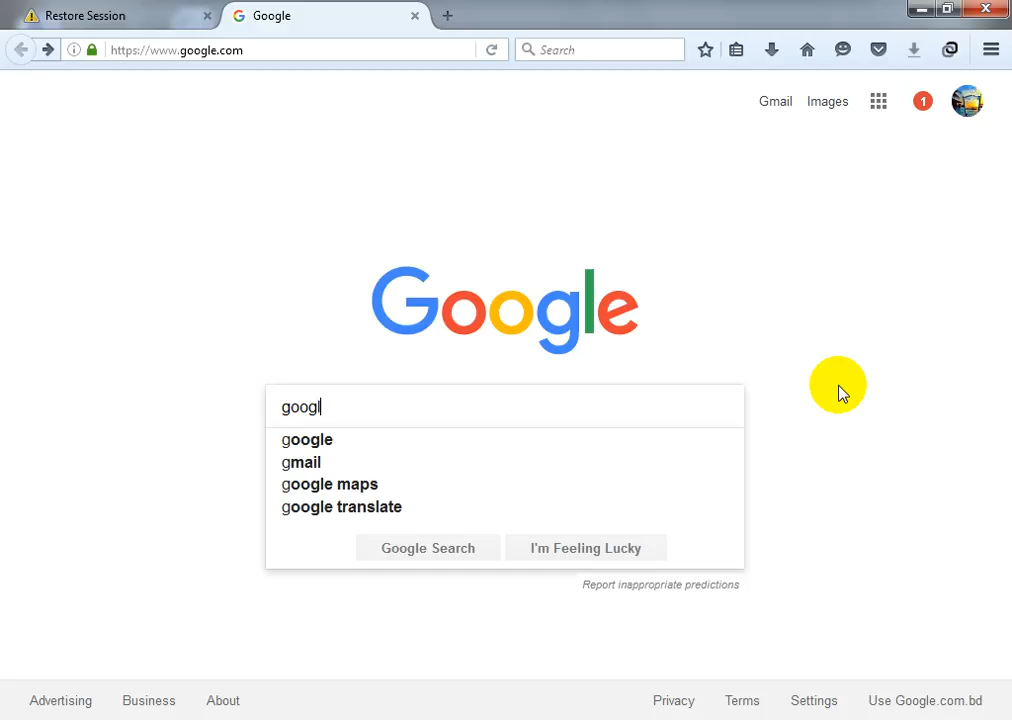 Restore Session
Google
https://www.google.com
Search
Gmail
Images
1
Google
googl
google
gmail
google maps
google translate
Google Search
I'm Feeling Lucky
Report inappropriate predictions
Advertising
Business
About
Privacy
Terms
Settings
Use Google.com.bd